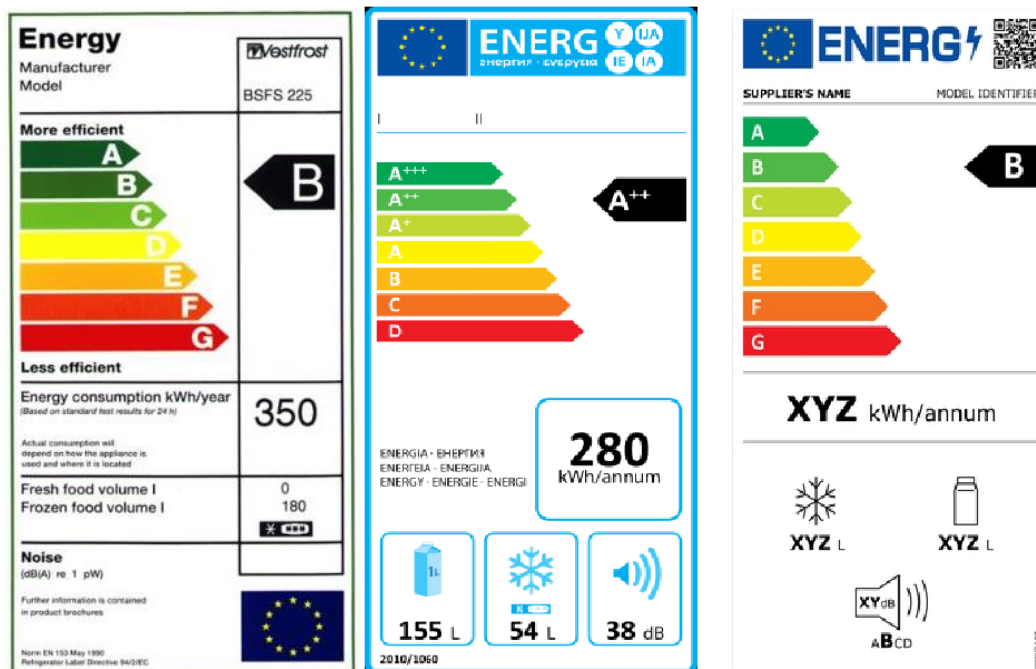 Energy
Manufacturer
Model
Vestfrost
BSFS 225
More efficient
A
B
C
D
E
F
G
B
Less efficient
Energy consumption kWh/year
(Based on standard test results for 24 h)
350
Actual consumption will
depend on how the appliance is
used and where it is located
Fresh food volume l
0
Frozen food volume l
180
Noise
(dB(A) re 1 pW)
Further information is contained
in product brochures
Norm EN 153 May 1990
Refrigerator Label Directive 94/2/EC
ENERG
енергия · ενεργεια
Y IJA
IE IA
I II
A+++
A++
A+
A
B
C
D
A++
ENERGIA · ЕНЕРГИЯ
ΕΝΕΡΓΕΙΑ · ENERGIJA
ENERGY · ENERGIE · ENERGI
280
kWh/annum
1L
155 L
54 L
38 dB
2010/1060
ENERG
SUPPLIER'S NAME MODEL IDENTIFIER
A
B
C
D
E
F
G
B
XYZ kWh/annum
XYZ L
XYZ L
XY dB
ABCD